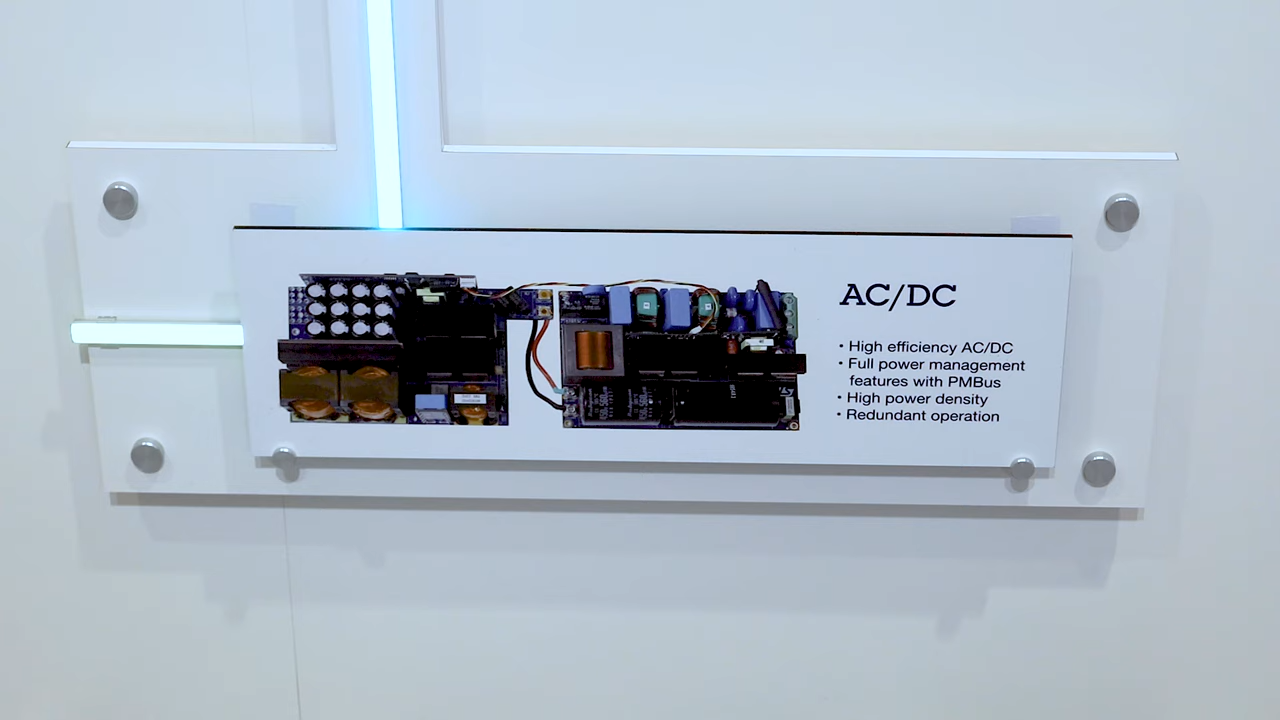 AC/DC
• High efficiency AC/DC
• Full power management
features with PMBus
• High power density
• Redundant operation